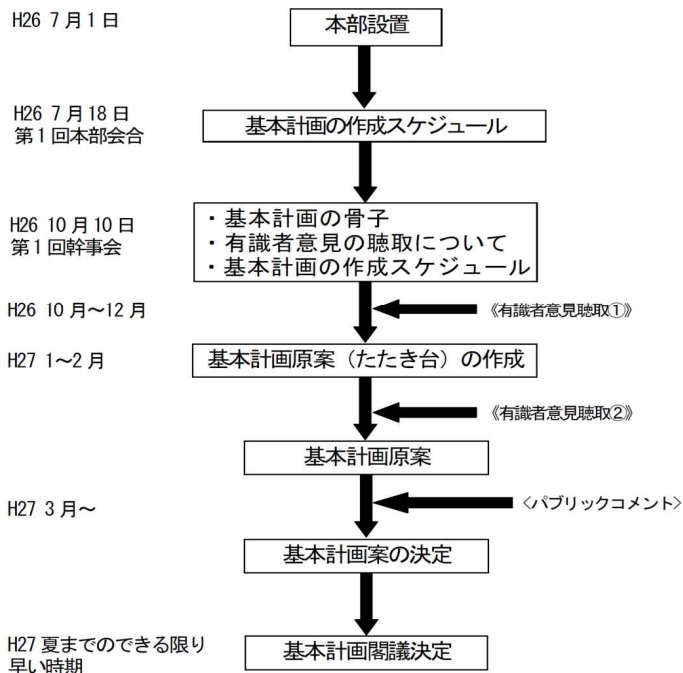 H26 7月1日
本部設置
H26 7月18日
第1回本部会合
基本計画の作成スケジュール
H26 10月10日
第1回幹事会
・基本計画の骨子
・有識者意見の聴取について
・基本計画の作成スケジュール
H26 10月～12月
《有識者意見聴取①》
H27 1～2月
基本計画原案（たたき台）の作成
《有識者意見聴取②》
基本計画原案
H27 3月～
〈パブリックコメント〉
基本計画案の決定
H27 夏までのできる限り
早い時期
基本計画閣議決定